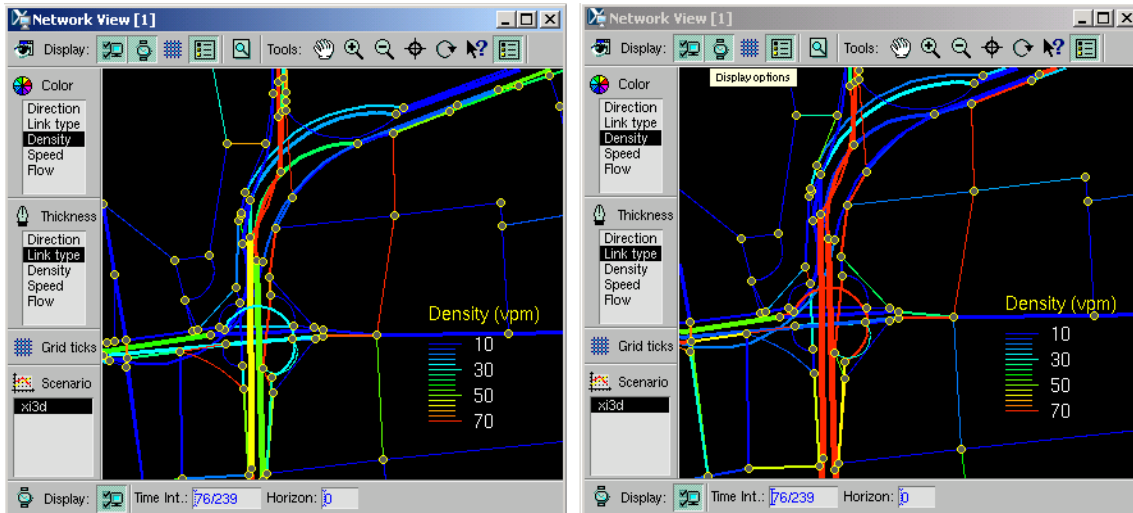 Network View [1]
Display:
Tools:
Color
Direction
Link type
Density
Speed
Flow
Thickness
Direction
Link type
Density
Speed
Flow
Grid ticks
Scenario
xi3d
Density (vpm)
10
30
50
70
Display:
Time Int.: 76/239
Horizon: 0
Network View [1]
Display:
Tools:
Display options
Color
Direction
Link type
Density
Speed
Flow
Thickness
Direction
Link type
Density
Speed
Flow
Grid ticks
Scenario
xi3d
Density (vpm)
10
30
50
70
Display:
Time Int.: 76/239
Horizon: 0